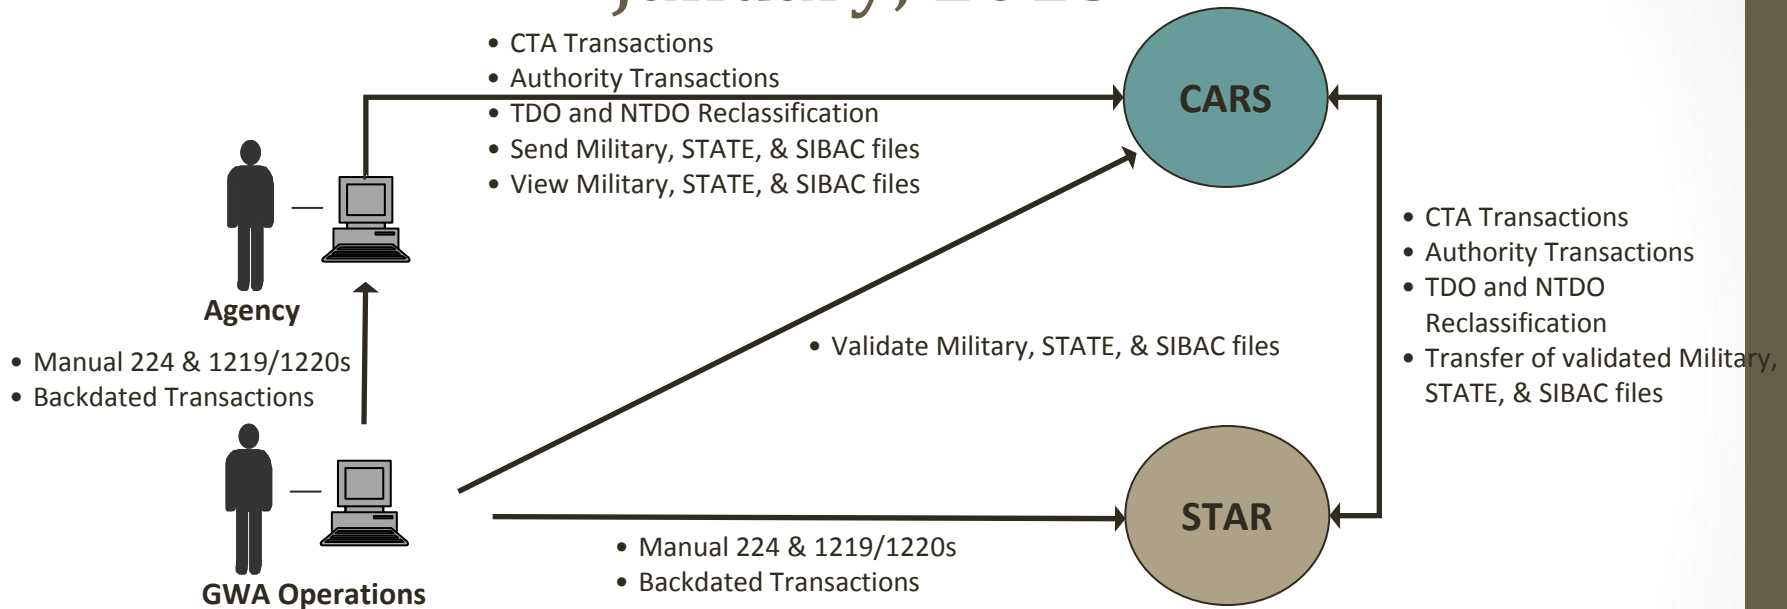 • CTA Transactions
• Authority Transactions
• TDO and NTDO Reclassification
• Send Military, STATE, & SIBAC files
• View Military, STATE, & SIBAC files
CARS
Agency
• Manual 224 & 1219/1220s
• Backdated Transactions
• Validate Military, STATE, & SIBAC files
• CTA Transactions
• Authority Transactions
• TDO and NTDO
Reclassification
• Transfer of validated Military,
STATE, & SIBAC files
GWA Operations
STAR
• Manual 224 & 1219/1220s
• Backdated Transactions